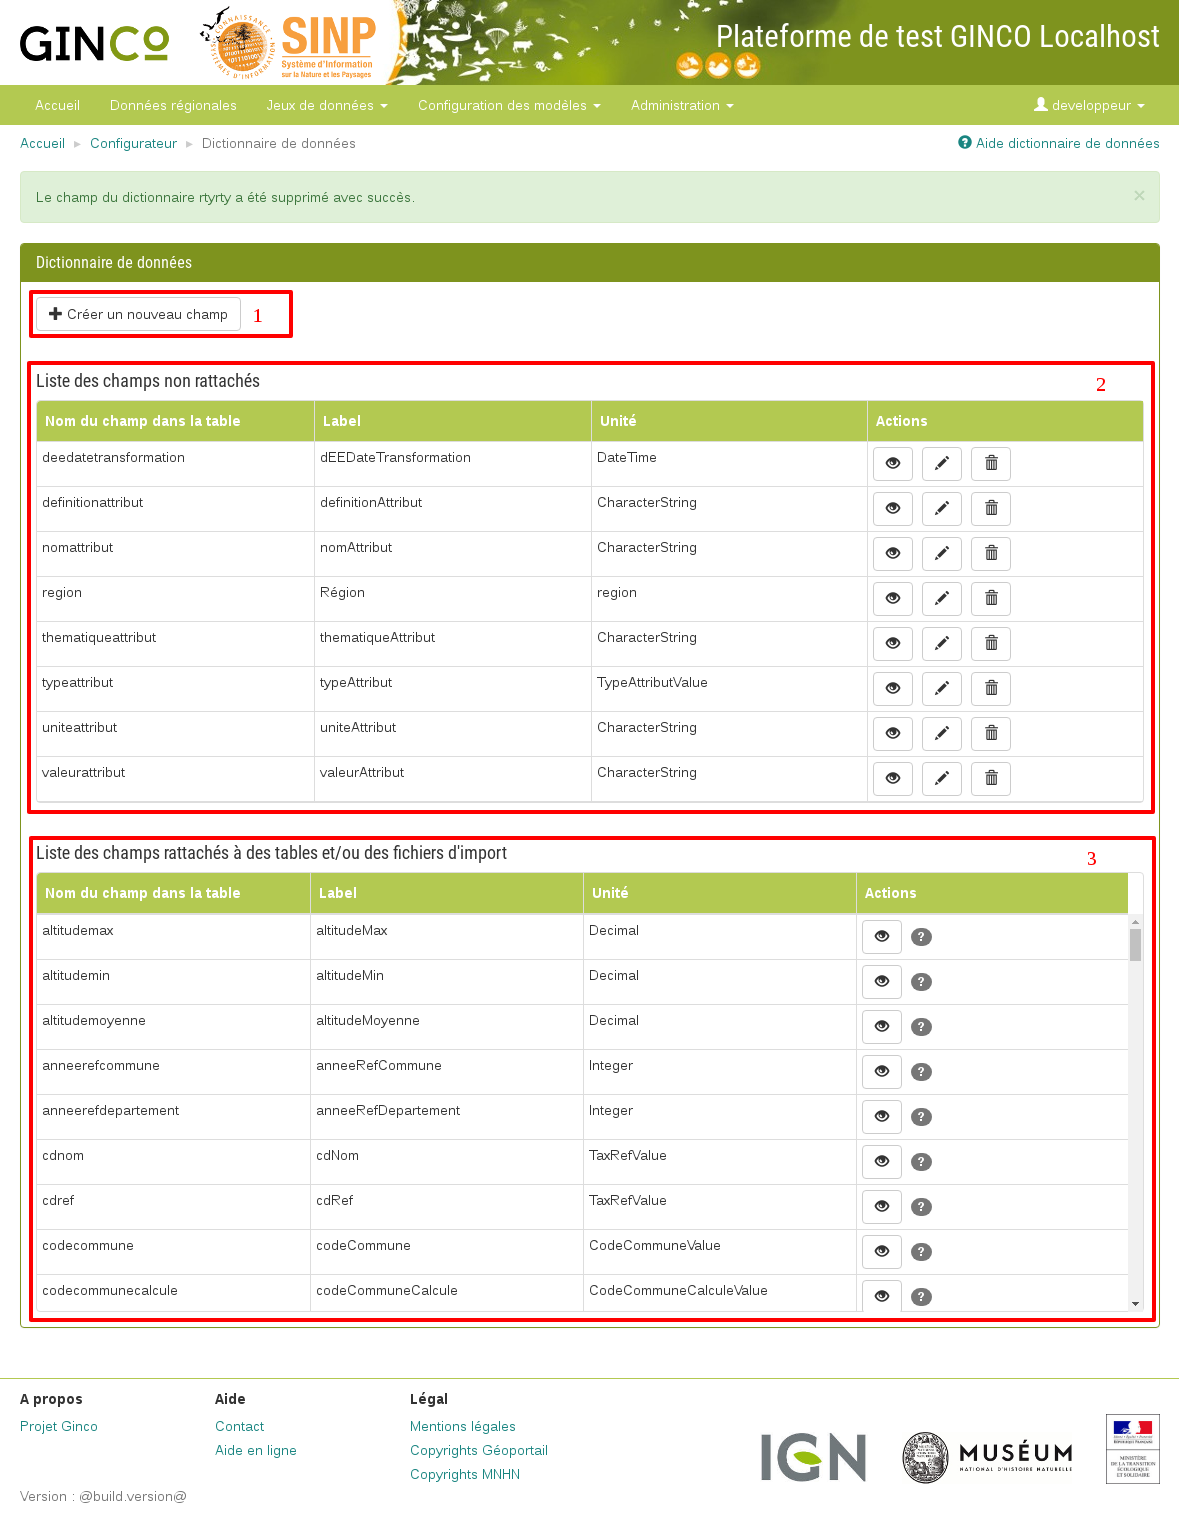 GINCO
SINP
Système d'Information
sur la Nature et les Paysages
Plateforme de test GINCO Localhost
Accueil Données régionales Jeux de données Configuration des modèles Administration developpeur
Accueil Configurateur Dictionnaire de données Aide dictionnaire de données
Le champ du dictionnaire rtyrty a été supprimé avec succès. ×
Dictionnaire de données
Créer un nouveau champ 1
Liste des champs non rattachés 2
Nom du champ dans la table Label Unité Actions
deedatetransformation dEEDateTransformation DateTime
definitionattribut definitionAttribut CharacterString
nomattribut nomAttribut CharacterString
region Région region
thematiqueattribut thematiqueAttribut CharacterString
typeattribut typeAttribut TypeAttributValue
uniteattribut uniteAttribut CharacterString
valeurattribut valeurAttribut CharacterString
Liste des champs rattachés à des tables et/ou des fichiers d'import 3
Nom du champ dans la table Label Unité Actions
altitudemax altitudeMax Decimal ?
altitudemin altitudeMin Decimal ?
altitudemoyenne altitudeMoyenne Decimal ?
anneerefcommune anneeRefCommune Integer ?
anneerefdepartement anneeRefDepartement Integer ?
cdnom cdNom TaxRefValue ?
cdref cdRef TaxRefValue ?
codecommune codeCommune CodeCommuneValue ?
codecommunecalcule codeCommuneCalcule CodeCommuneCalculeValue ?
A propos Aide Légal
Projet Ginco Contact Mentions légales
Aide en ligne Copyrights Géoportail
Copyrights MNHN
IGN
MUSÉUM
NATIONAL D'HISTOIRE NATURELLE
RÉPUBLIQUE FRANÇAISE
MINISTÈRE
DE LA TRANSITION
ÉCOLOGIQUE
ET SOLIDAIRE
Version : @build.version@